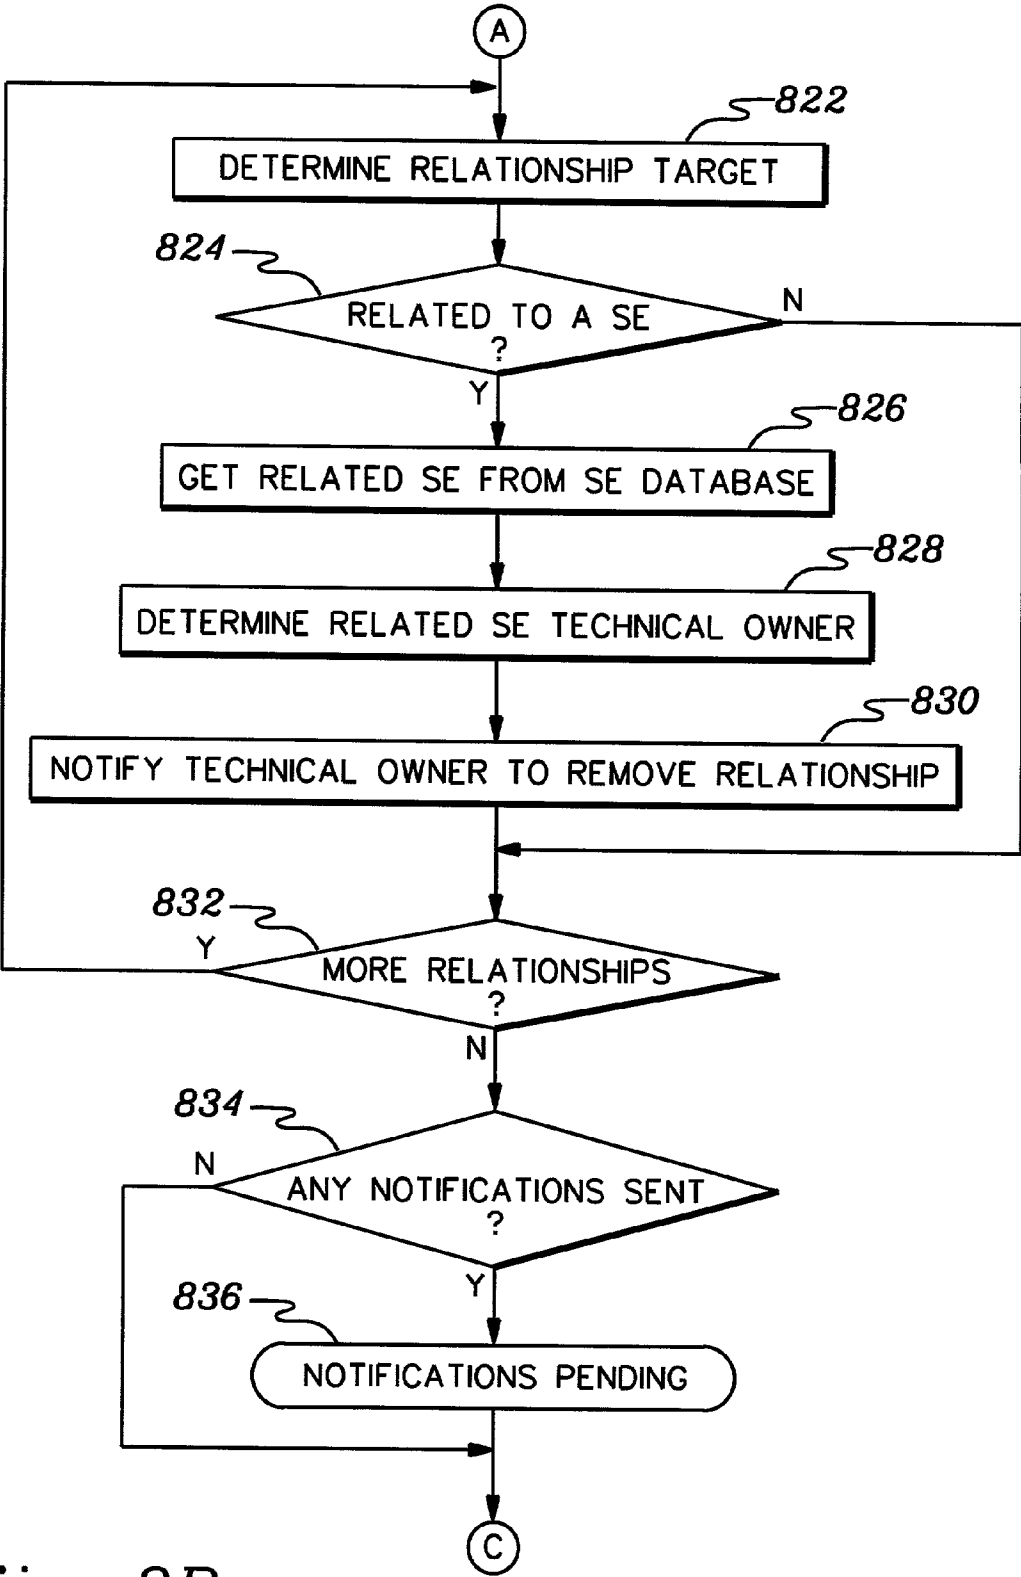 A
822
DETERMINE RELATIONSHIP TARGET
824
RELATED TO A SE
?
N
Y
826
GET RELATED SE FROM SE DATABASE
828
DETERMINE RELATED SE TECHNICAL OWNER
830
NOTIFY TECHNICAL OWNER TO REMOVE RELATIONSHIP
832
Y
MORE RELATIONSHIPS
?
N
834
N
ANY NOTIFICATIONS SENT
?
Y
836
NOTIFICATIONS PENDING
C